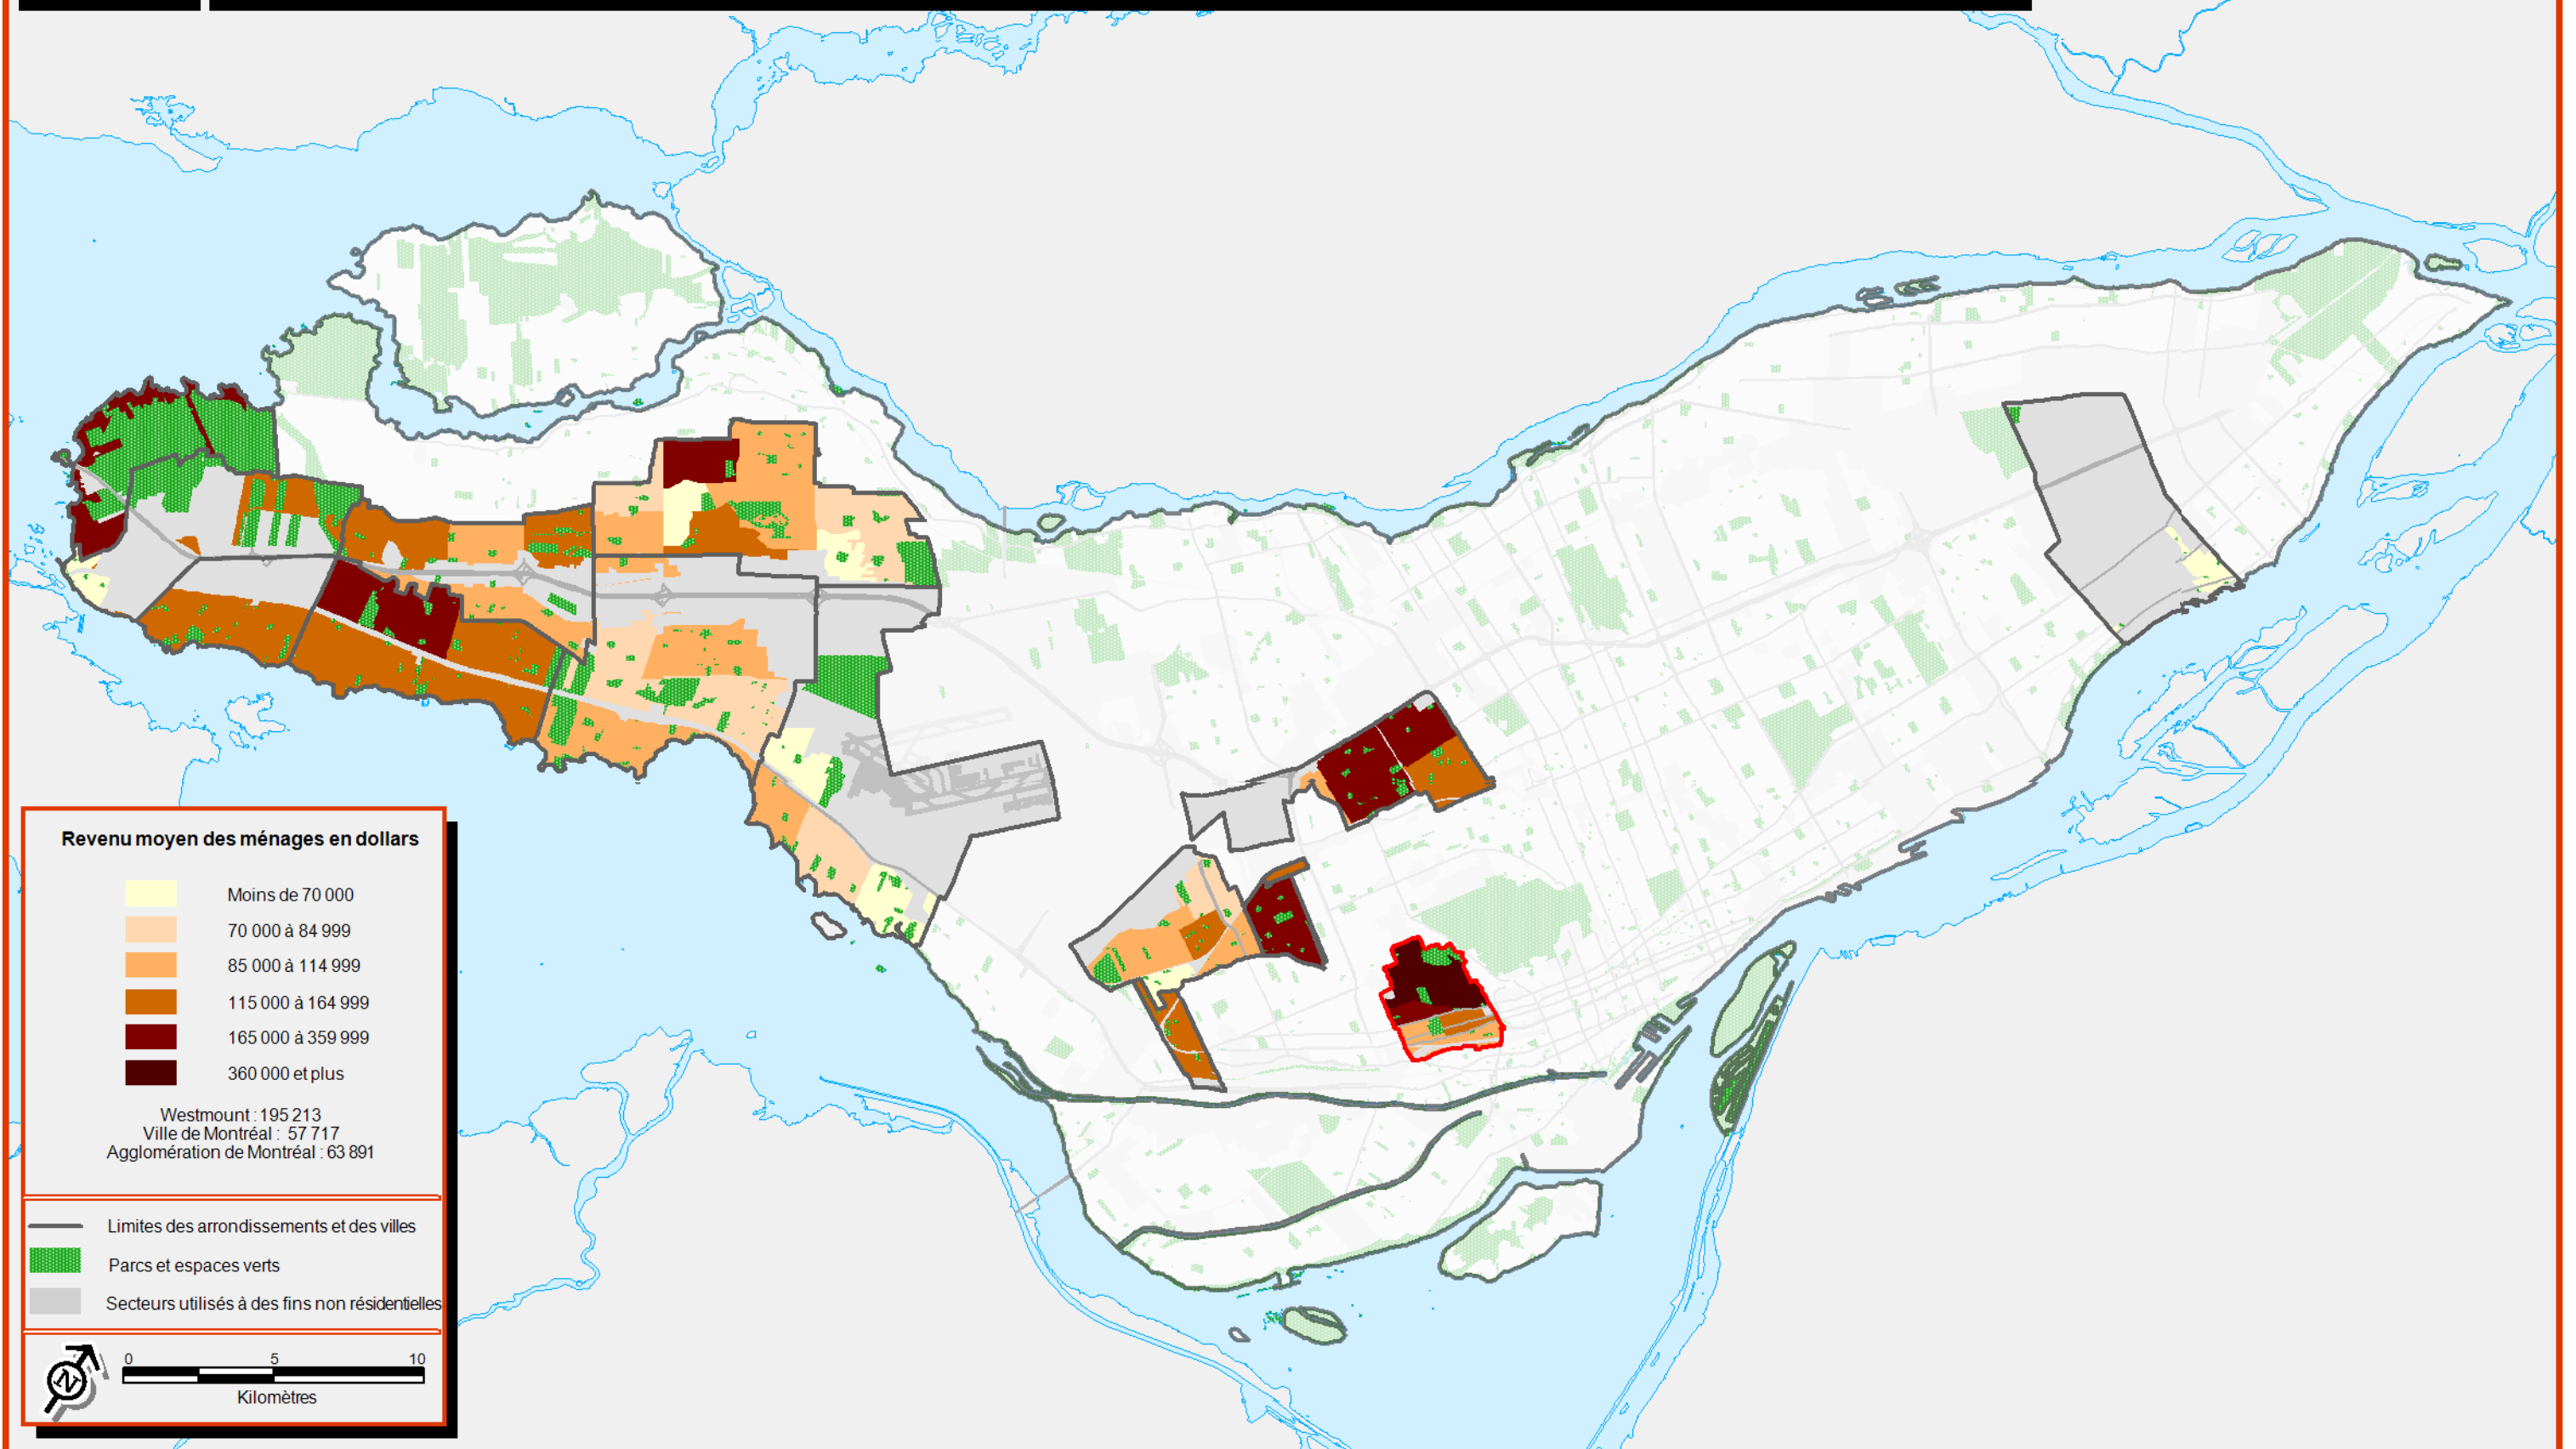 Revenu moyen des ménages en dollars
Moins de 70 000
70 000 à 84 999
85 000 à 114 999
115 000 à 164 999
165 000 à 359 999
360 000 et plus
Westmount : 195 213
Ville de Montréal : 57 717
Agglomération de Montréal : 63 891
Limites des arrondissements et des villes
Parcs et espaces verts
Secteurs utilisés à des fins non résidentielles
N
0 5 10
Kilomètres